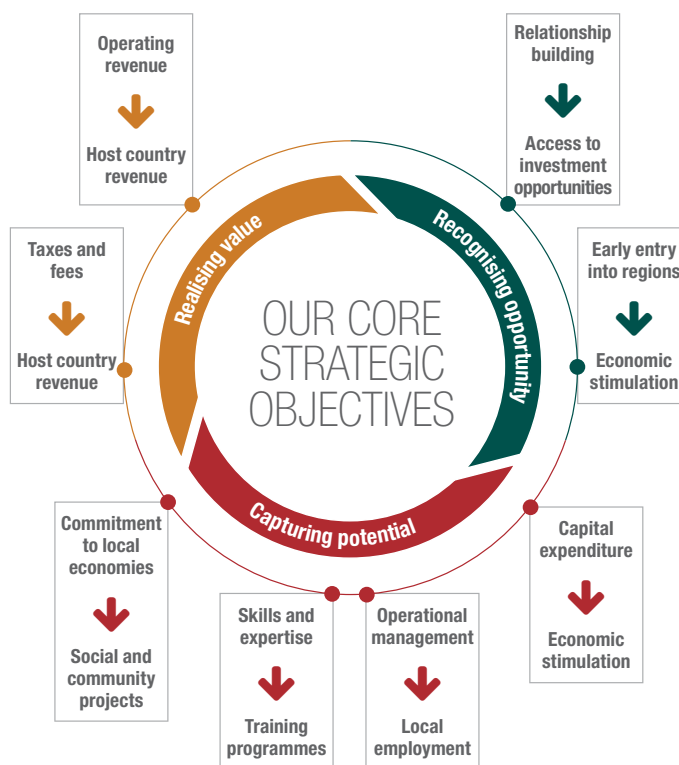 Operating
revenue
Host country
revenue
Relationship
building
Access to
investment
opportunities
Taxes and
fees
Host country
revenue
Early entry
into regions
Economic
stimulation
Realising value
Recognising opportunity
OUR CORE
STRATEGIC
OBJECTIVES
Capturing potential
Commitment
to local
economies
Social and
community
projects
Skills and
expertise
Training
programmes
Operational
management
Local
employment
Capital
expenditure
Economic
stimulation